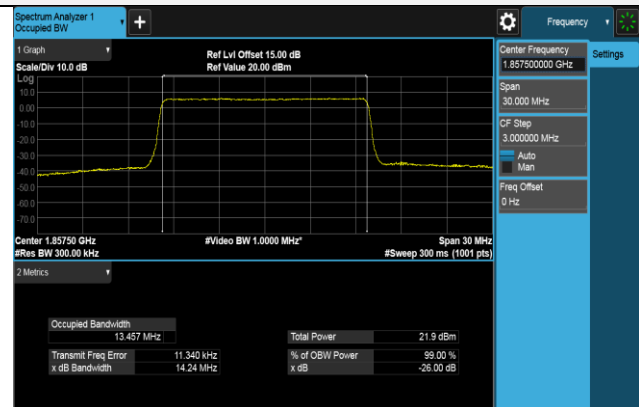 Spectrum Analyzer 1
Occupied BW
+
Frequency
1 Graph
Ref Lvl Offset 15.00 dB
Scale/Div 10.0 dB
Ref Value 20.00 dBm
Log
10.0
0.00
-10.0
-20.0
-30.0
-40.0
-50.0
-60.0
-70.0
Center 1.85750 GHz
#Video BW 1.0000 MHz*
Span 30 MHz
#Res BW 300.00 kHz
#Sweep 300 ms (1001 pts)
Center Frequency
1.857500000 GHz
Settings
Span
30.000 MHz
CF Step
3.000000 MHz
Auto
Man
Freq Offset
0 Hz
2 Metrics
Occupied Bandwidth
13.457 MHz
Total Power 21.9 dBm
Transmit Freq Error 11.340 kHz
% of OBW Power 99.00 %
x dB Bandwidth 14.24 MHz
x dB -26.00 dB